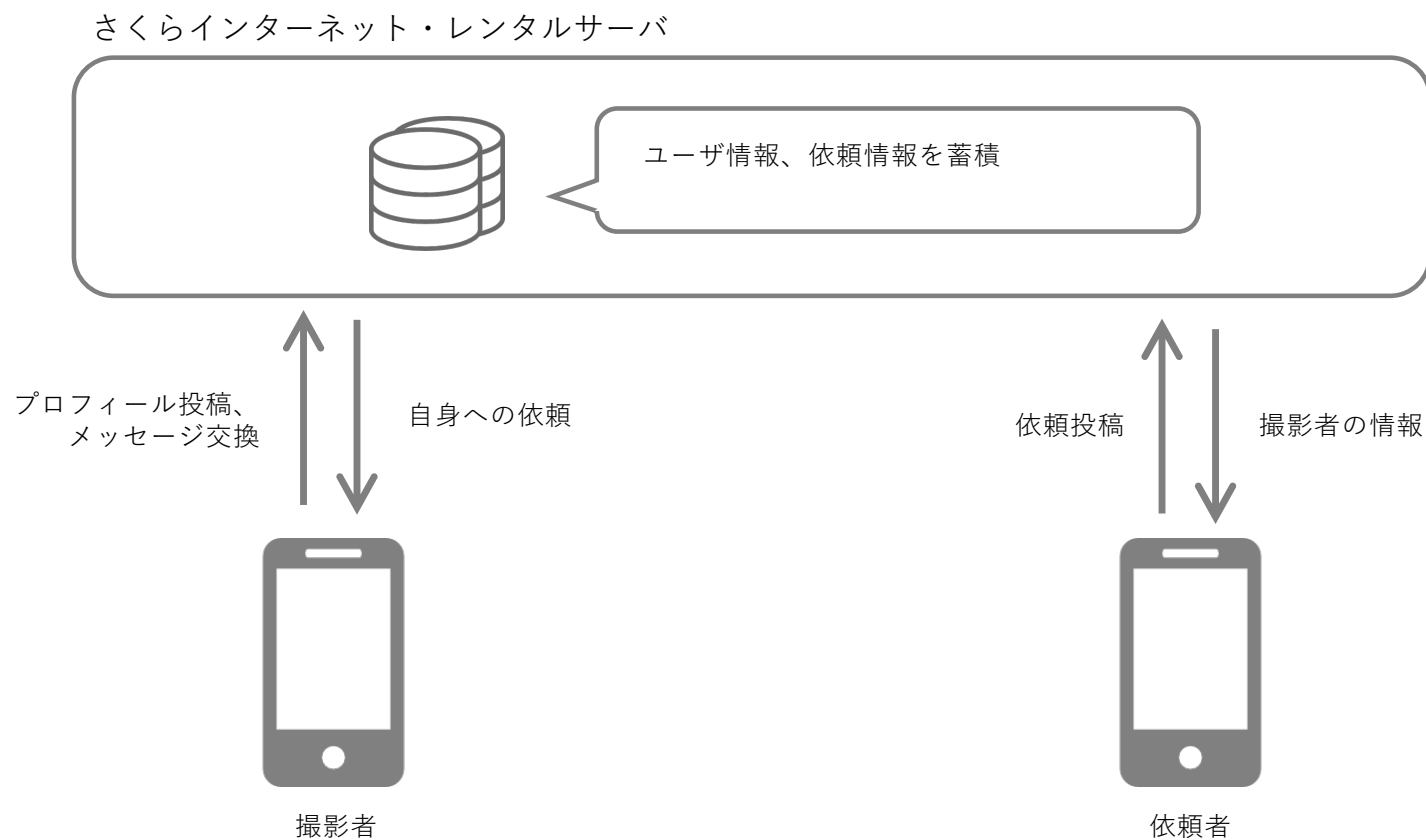 さくらインターネット・レンタルサーバ
ユーザ情報、依頼情報を蓄積
プロフィール投稿、
メッセージ交換
自身への依頼
依頼投稿
撮影者の情報
撮影者
依頼者